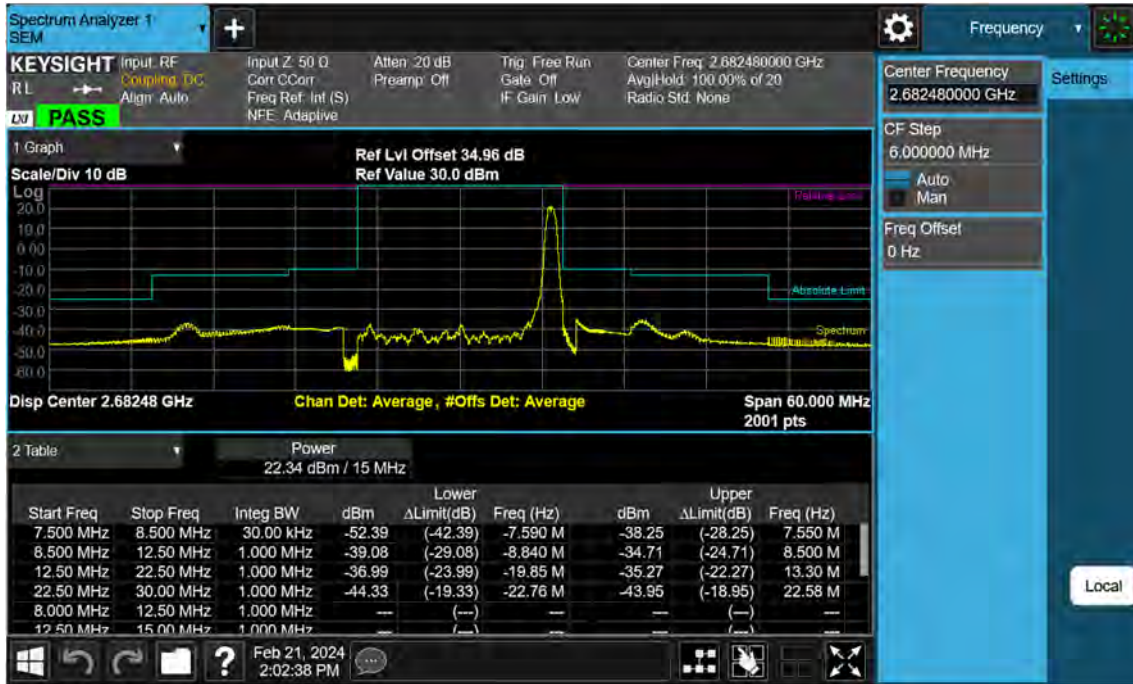 Spectrum Analyzer 1
SEM
Frequency
KEYSIGHT
RL
LXI
PASS
Input: RF
Coupling: DC
Align: Auto
Input Z: 50 Ω
Corr CCorr
Freq Ref: Int (S)
NFE: Adaptive
Atten: 20 dB
Preamp: Off
Trig: Free Run
Gate: Off
IF Gain: Low
Center Freq: 2.682480000 GHz
Avg|Hold: 100.00% of 20
Radio Std: None
Center Frequency
2.682480000 GHz
Settings
CF Step
6.000000 MHz
Auto
Man
Freq Offset
0 Hz
Local
1 Graph
Scale/Div 10 dB
Ref Lvl Offset 34.96 dB
Ref Value 30.0 dBm
Log
20.0
10.0
0.00
-10.0
-20.0
-30.0
-40.0
-50.0
-60.0
Absolute Limit
Spectrum
Disp Center 2.68248 GHz
Chan Det: Average, #Offs Det: Average
Span 60.000 MHz
2001 pts
2 Table
Power
22.34 dBm / 15 MHz
Lower Upper
Start Freq Stop Freq Integ BW dBm ΔLimit(dB) Freq (Hz) dBm ΔLimit(dB) Freq (Hz)
7.500 MHz 8.500 MHz 30.00 kHz -52.39 (-42.39) -7.590 M -38.25 (-28.25) 7.550 M
8.500 MHz 12.50 MHz 1.000 MHz -39.08 (-29.08) -8.840 M -34.71 (-24.71) 8.500 M
12.50 MHz 22.50 MHz 1.000 MHz -36.99 (-23.99) -19.85 M -35.27 (-22.27) 13.30 M
22.50 MHz 30.00 MHz 1.000 MHz -44.33 (-19.33) -22.76 M -43.95 (-18.95) 22.58 M
8.000 MHz 12.50 MHz 1.000 MHz --- (---) --- --- (---) ---
12.50 MHz 15.00 MHz 1.000 MHz --- (---) --- --- (---) ---
Feb 21, 2024
2:02:38 PM